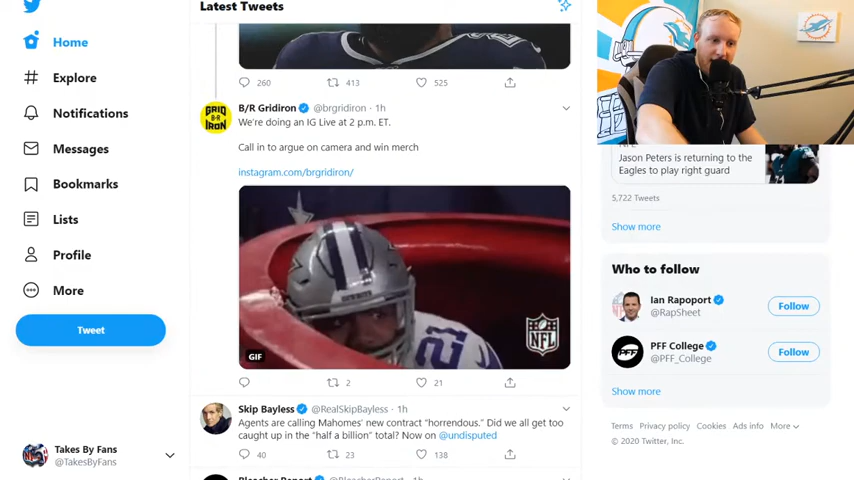 Latest Tweets
Home
Explore
Notifications
Messages
Bookmarks
Lists
Profile
More
Tweet
Takes By Fans
@TakesByFans
260
413
525
GRID
B/R
IRON
B/R Gridiron @brgridiron · 1h
We're doing an IG Live at 2 p.m. ET.
Call in to argue on camera and win merch
instagram.com/brgridiron/
COWBOYS
NFL
GIF
2
21
Skip Bayless @RealSkipBayless · 1h
Agents are calling Mahomes' new contract "horrendous." Did we all get too
caught up in the "half a billion" total? Now on @undisputed
40
23
138
Bleacher Report @BleacherReport · 1h
NFL
Jason Peters is returning to the
Eagles to play right guard
5,722 Tweets
Show more
Who to follow
Ian Rapoport
@RapSheet
Follow
PFF
PFF College
@PFF_College
Follow
Show more
Terms Privacy policy Cookies Ads info More
© 2020 Twitter, Inc.